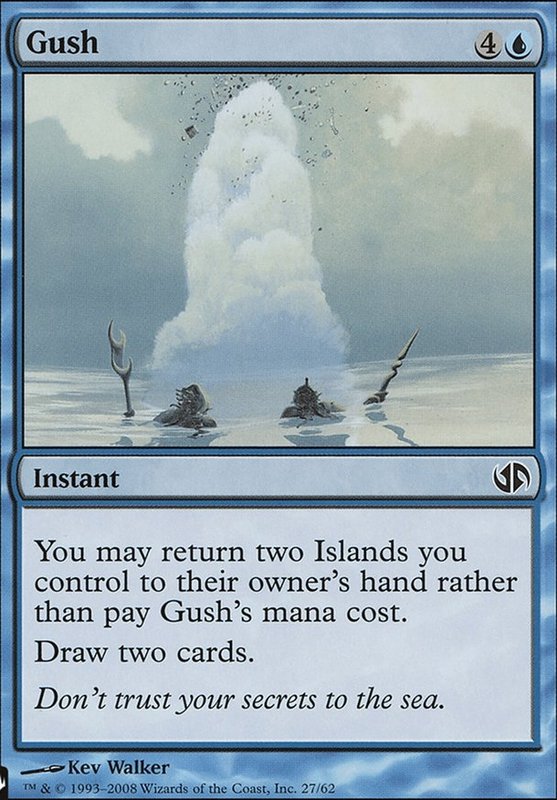 Gush
4
Instant
You may return two Islands you
control to their owner's hand rather
than pay Gush's mana cost.
Draw two cards.
Don't trust your secrets to the sea.
Kev Walker
™ & © 1993–2008 Wizards of the Coast, Inc. 27/62